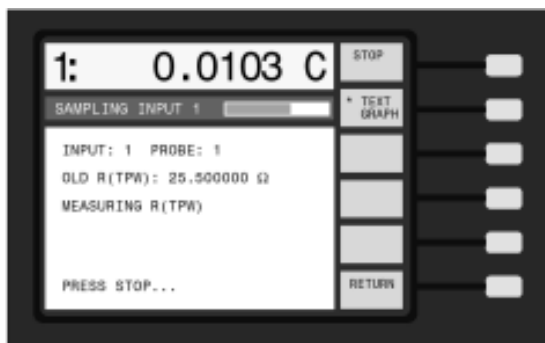 1: 0.0103 C
SAMPLING INPUT 1
INPUT: 1 PROBE: 1
OLD R(TPW): 25.500000 Ω
MEASURING R(TPW)
PRESS STOP...
STOP
* TEXT
GRAPH
RETURN